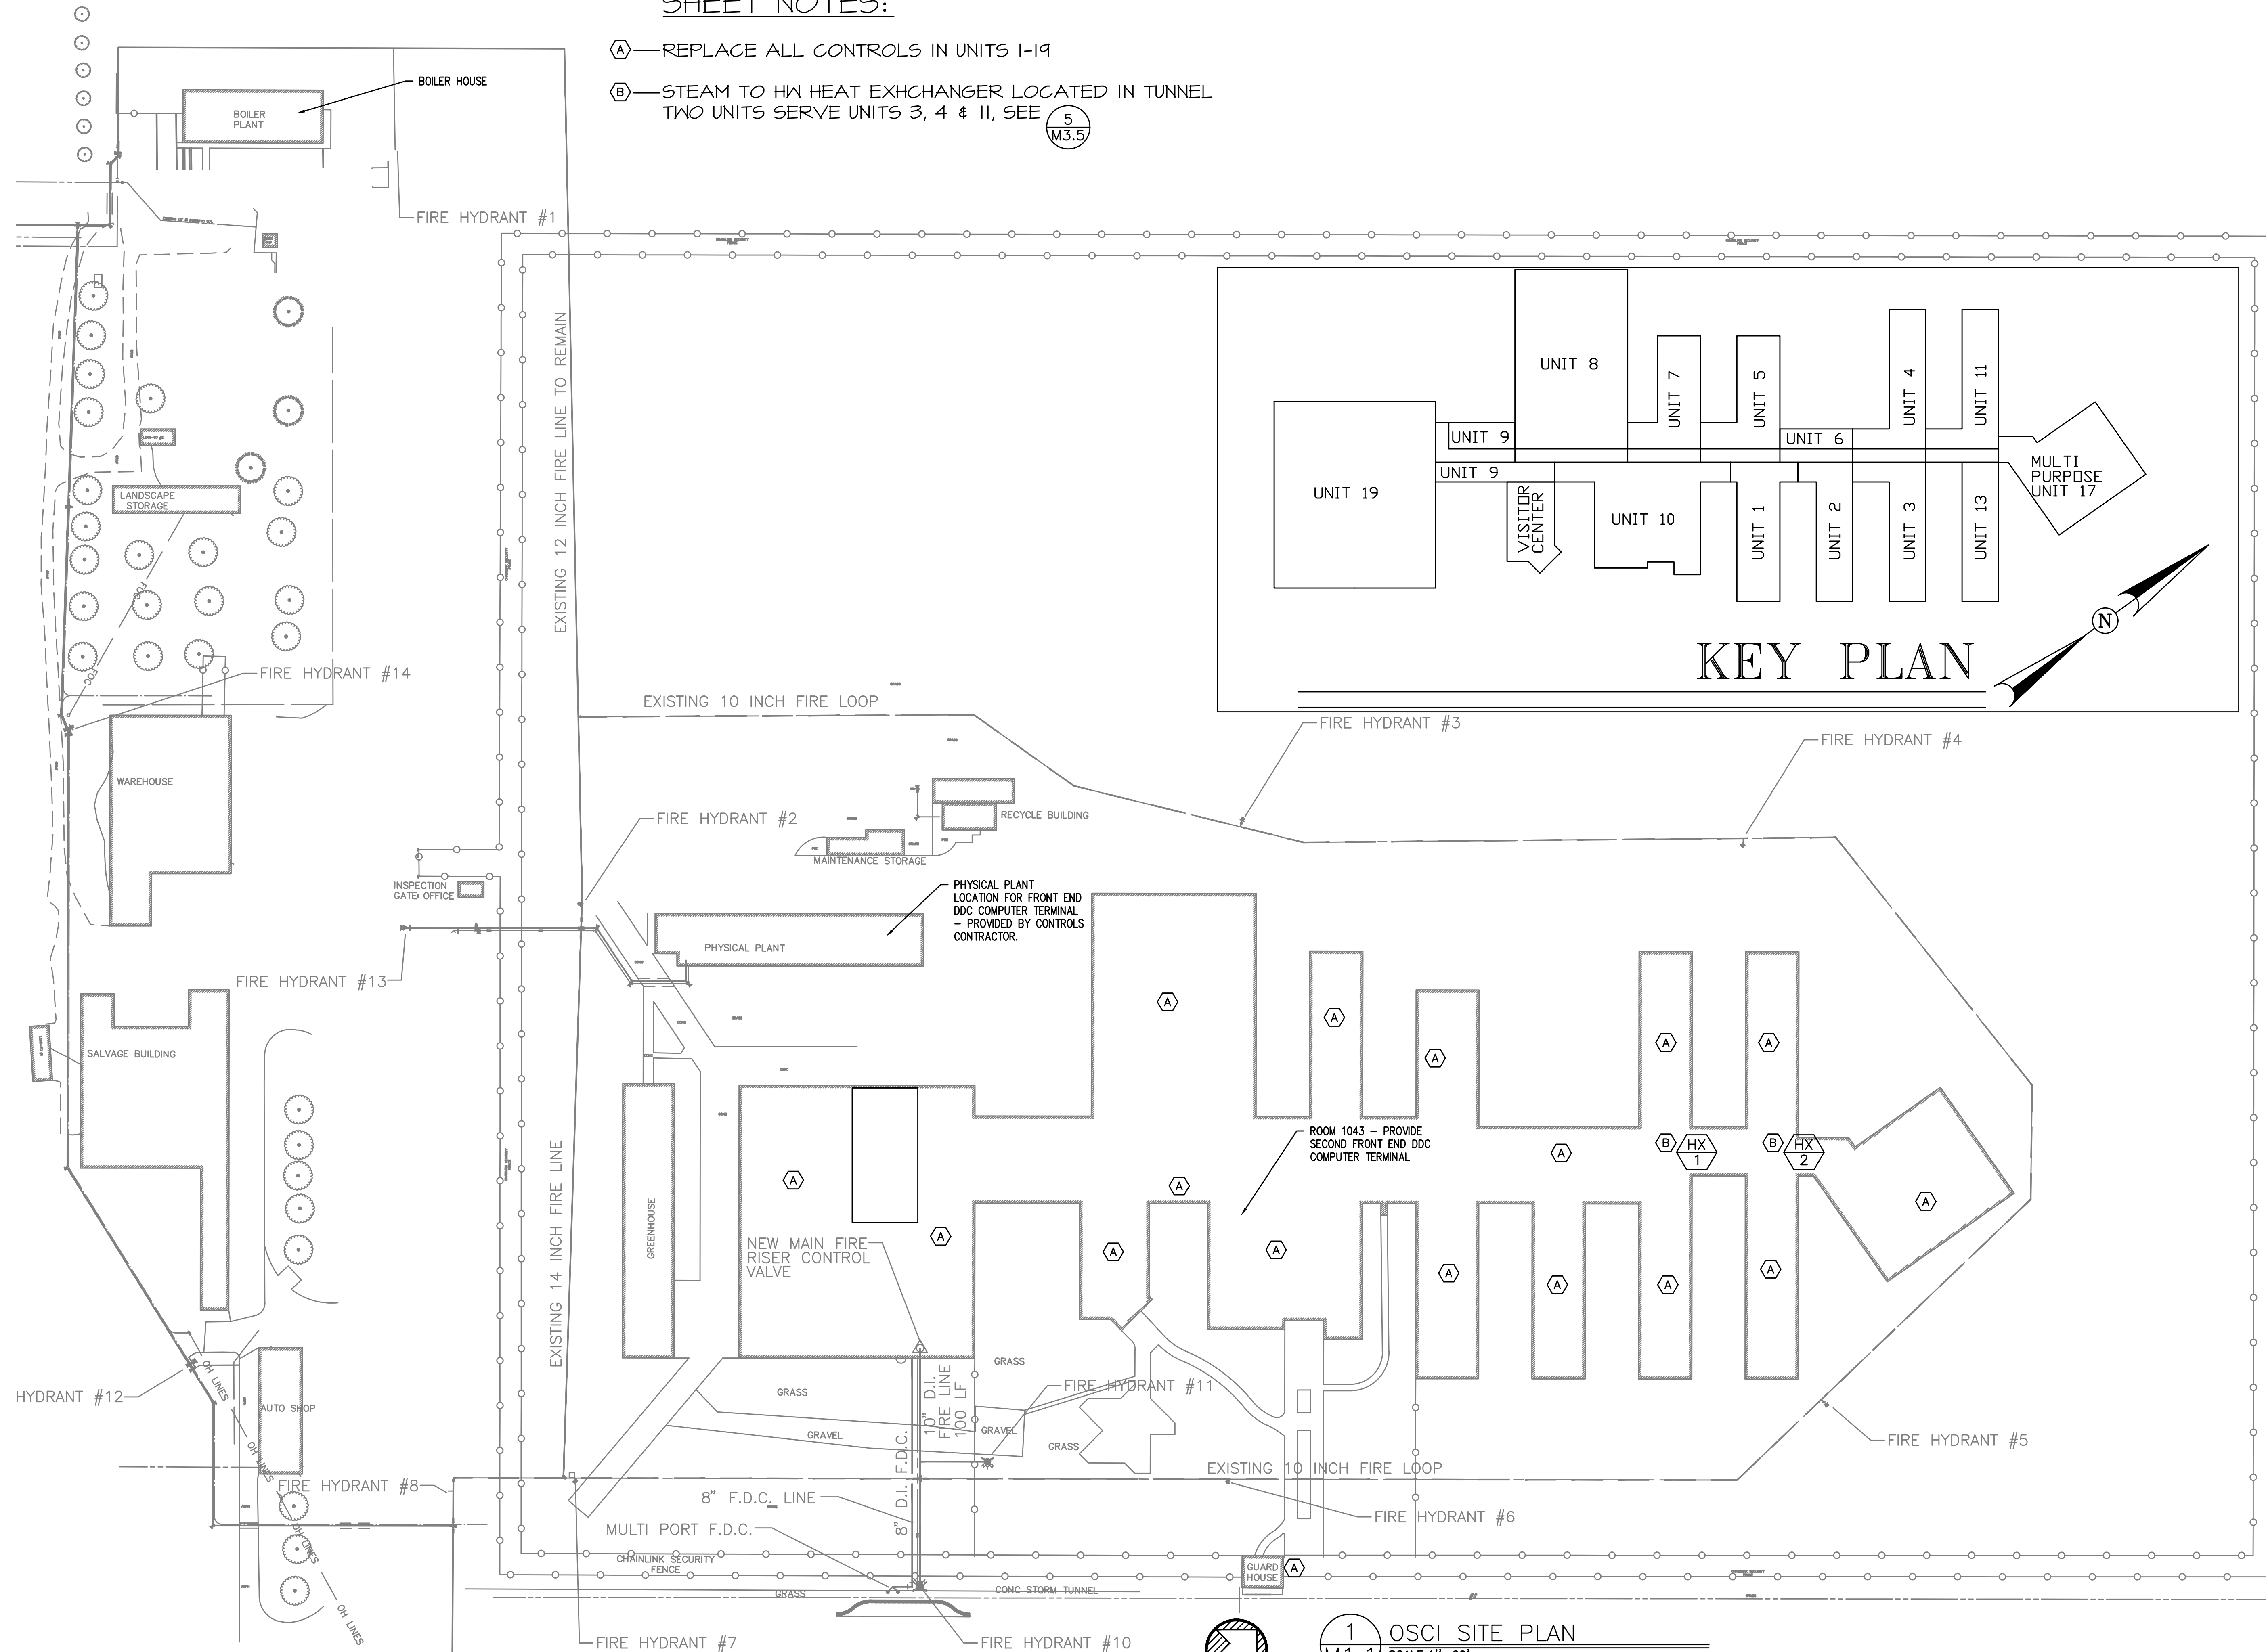 SHEET NOTES:
A REPLACE ALL CONTROLS IN UNITS 1-19
B STEAM TO HW HEAT EXHCHANGER LOCATED IN TUNNEL
TWO UNITS SERVE UNITS 3, 4 & 11, SEE
5
M3.5
BOILER HOUSE
BOILER
PLANT
FIRE HYDRANT #1
CHAINLINK SECURITY
FENCE
CHAINLINK SECURITY
FENCE
EXISTING 12 INCH FIRE LINE TO REMAIN
UNIT 8
UNIT 7
UNIT 5
UNIT 4
UNIT 11
UNIT 9
UNIT 6
UNIT 9
UNIT 19
VISITOR
CENTER
UNIT 10
UNIT 1
UNIT 2
UNIT 3
UNIT 13
MULTI
PURPOSE
UNIT 17
N
KEY PLAN
LANDSCAPE
STORAGE
FOC
FOC
FIRE HYDRANT #14
EXISTING 10 INCH FIRE LOOP
FIRE HYDRANT #3
FIRE HYDRANT #4
WAREHOUSE
FIRE HYDRANT #2
RECYCLE BUILDING
MAINTENANCE STORAGE
INSPECTION
GATE OFFICE
PHYSICAL PLANT
LOCATION FOR FRONT END
DDC COMPUTER TERMINAL
- PROVIDED BY CONTROLS
CONTRACTOR.
PHYSICAL PLANT
FIRE HYDRANT #13
SALVAGE BUILDING
A
A
A
A
A
ROOM 1043 - PROVIDE
SECOND FRONT END DDC
COMPUTER TERMINAL
A
B
HX
1
B
HX
2
A
A
A
A
A
A
A
A
A
A
A
GREENHOUSE
EXISTING 14 INCH FIRE LINE
NEW MAIN FIRE
RISER CONTROL
VALVE
HYDRANT #12
OH LINES
AUTO SHOP
OH LINES
OH LINES
OH LINES
GRASS
GRASS
GRAVEL
GRAVEL
GRASS
10" D.I.
FIRE LINE
100 LF
8" D.I. F.D.C.
FIRE HYDRANT #11
FIRE HYDRANT #5
EXISTING 10 INCH FIRE LOOP
FIRE HYDRANT #8
8" F.D.C. LINE
FIRE HYDRANT #6
MULTI PORT F.D.C.
CHAINLINK SECURITY
FENCE
GRASS
CONC STORM TUNNEL
GUARD
HOUSE
A
FIRE HYDRANT #7
FIRE HYDRANT #10
1
OSCI SITE PLAN